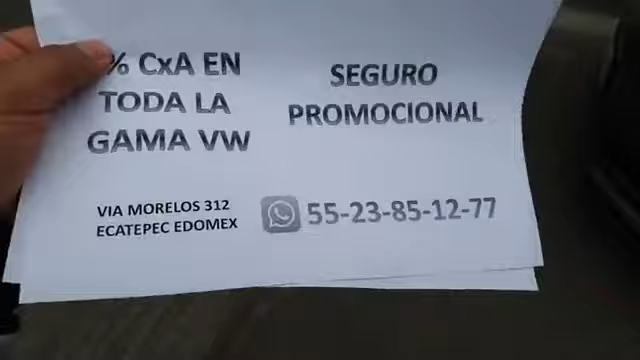 % CxA EN
TODA LA
GAMA VW
SEGURO
PROMOCIONAL
VIA MORELOS 312
ECATEPEC EDOMEX
55-23-85-12-77